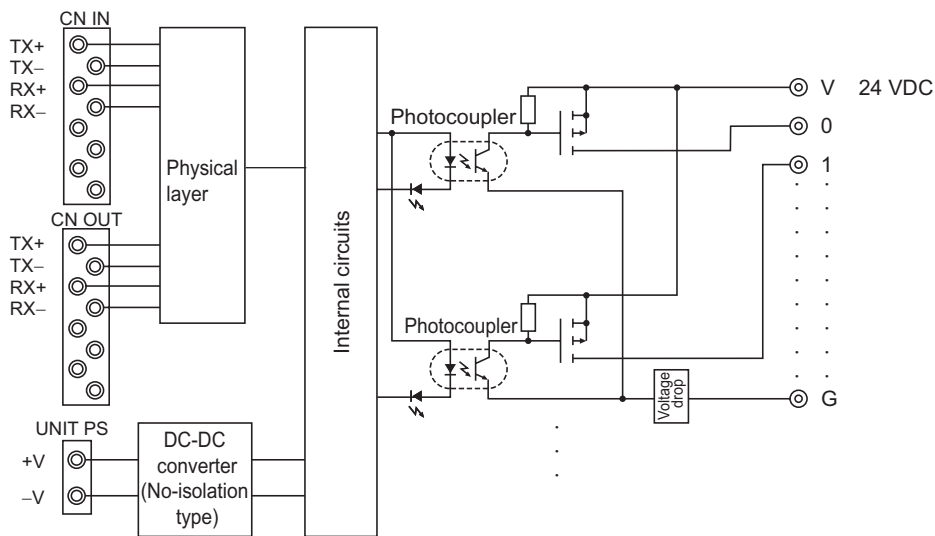 CN IN
TX+
TX−
RX+
RX−
Physical
layer
CN OUT
TX+
TX−
RX+
RX−
UNIT PS
+V
−V
DC-DC
converter
(No-isolation
type)
Internal circuits
Photocoupler
Photocoupler
Voltage
drop
V 24 VDC
0
1
G